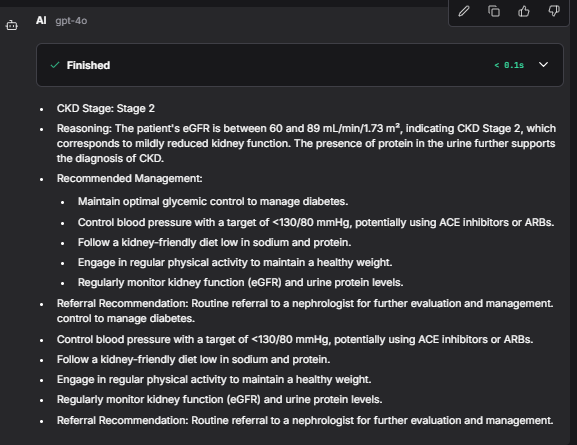 AI gpt-4o
Finished < 0.1s
CKD Stage: Stage 2
Reasoning: The patient's eGFR is between 60 and 89 mL/min/1.73 m², indicating CKD Stage 2, which
corresponds to mildly reduced kidney function. The presence of protein in the urine further supports
the diagnosis of CKD.
Recommended Management:
Maintain optimal glycemic control to manage diabetes.
Control blood pressure with a target of <130/80 mmHg, potentially using ACE inhibitors or ARBs.
Follow a kidney-friendly diet low in sodium and protein.
Engage in regular physical activity to maintain a healthy weight.
Regularly monitor kidney function (eGFR) and urine protein levels.
Referral Recommendation: Routine referral to a nephrologist for further evaluation and management.
control to manage diabetes.
Control blood pressure with a target of <130/80 mmHg, potentially using ACE inhibitors or ARBs.
Follow a kidney-friendly diet low in sodium and protein.
Engage in regular physical activity to maintain a healthy weight.
Regularly monitor kidney function (eGFR) and urine protein levels.
Referral Recommendation: Routine referral to a nephrologist for further evaluation and management.